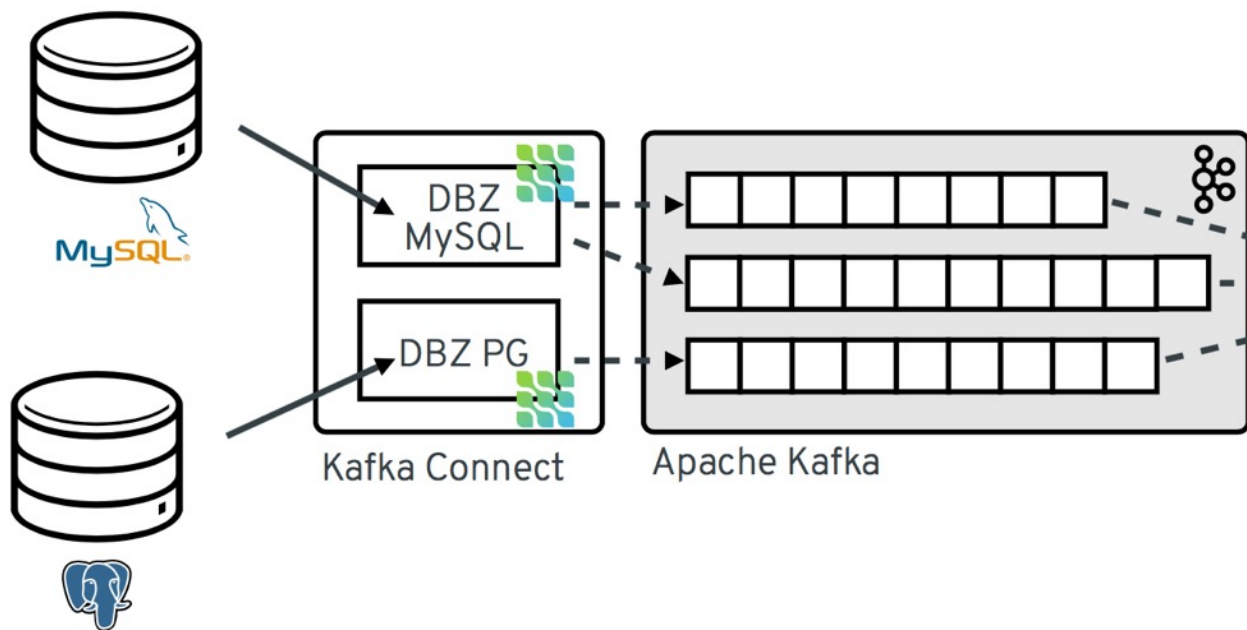 MySQL®
DBZ
MySQL
DBZ PG
Kafka Connect
Apache Kafka